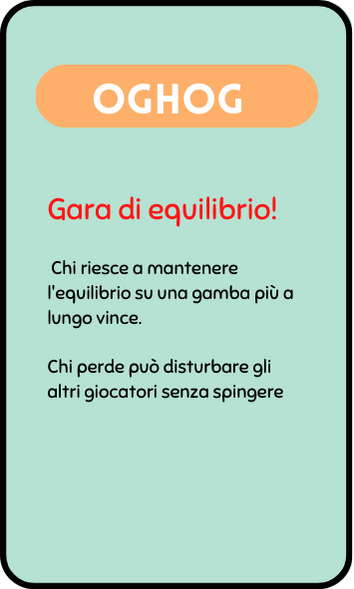 OGHOG
Gara di equilibrio!
Chi riesce a mantenere
l'equilibrio su una gamba più a
lungo vince.
Chi perde può disturbare gli
altri giocatori senza spingere